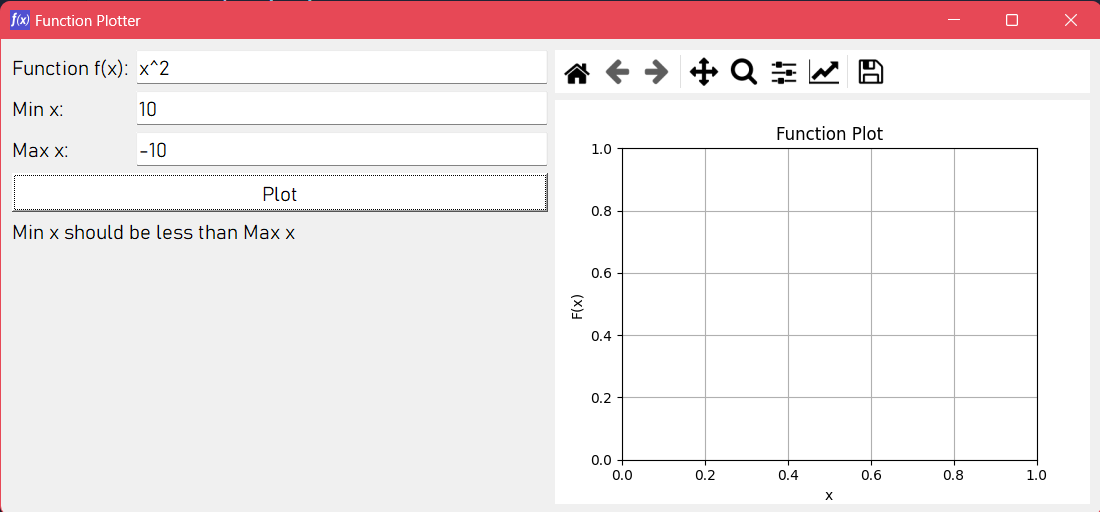 f(x) Function Plotter
Function f(x): x^2
Min x: 10
Max x: -10
Plot
Min x should be less than Max x
Function Plot
1.0
0.8
0.6
0.4
0.2
0.0
F(x)
0.0 0.2 0.4 0.6 0.8 1.0
x